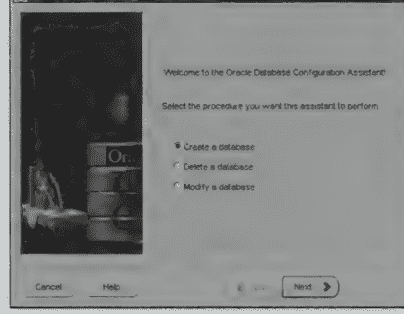 Welcome to the Oracle Database Configuration Assistant!
Select the procedure you want this assistant to perform
Create a database
Delete a database
Modify a database
Or
Cancel
Help
Next